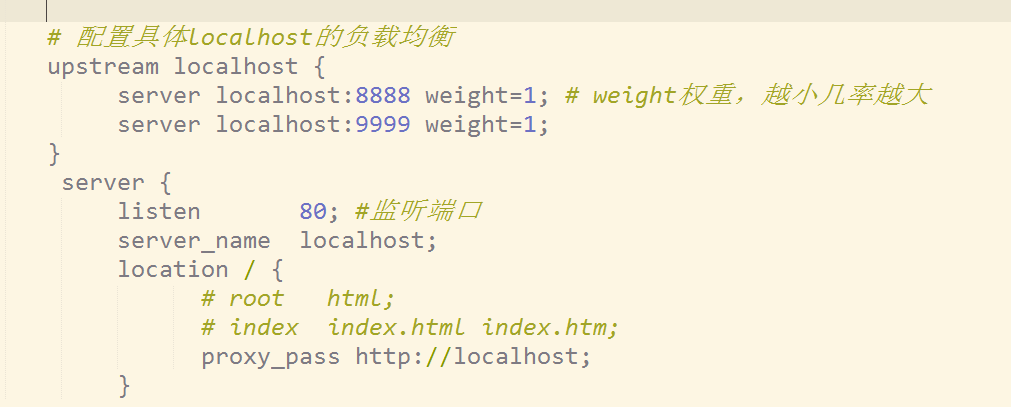 # 配置具体localhost的负载均衡
upstream localhost {
server localhost:8888 weight=1; # weight权重，越小几率越大
server localhost:9999 weight=1;
}
server {
listen 80; #监听端口
server_name localhost;
location / {
# root html;
# index index.html index.htm;
proxy_pass http://localhost;
}